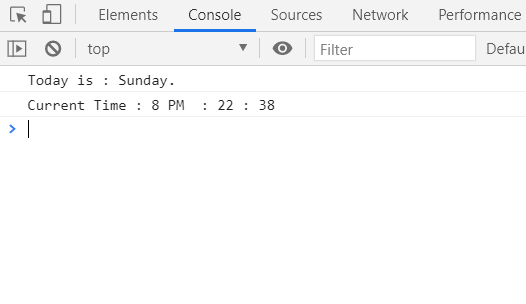 Elements Console Sources Network Performance
top Filter Defau
Today is : Sunday.
Current Time : 8 PM  : 22 : 38